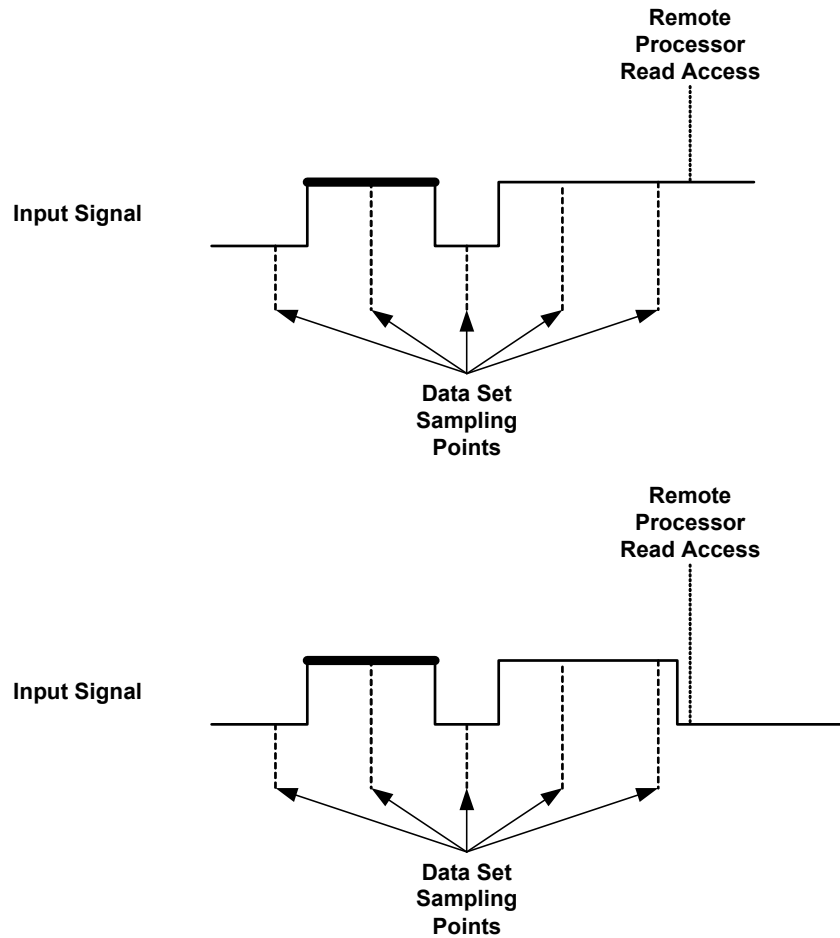 Remote
Processor
Read Access
Input Signal
Data Set
Sampling
Points
Remote
Processor
Read Access
Input Signal
Data Set
Sampling
Points